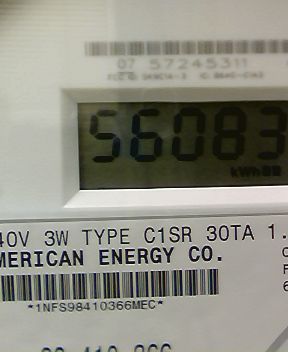 07 57245311
56083
kWh
40V 3W TYPE C1SR 30TA 1.
MERICAN ENERGY CO.
*1NFS98410366MEC*